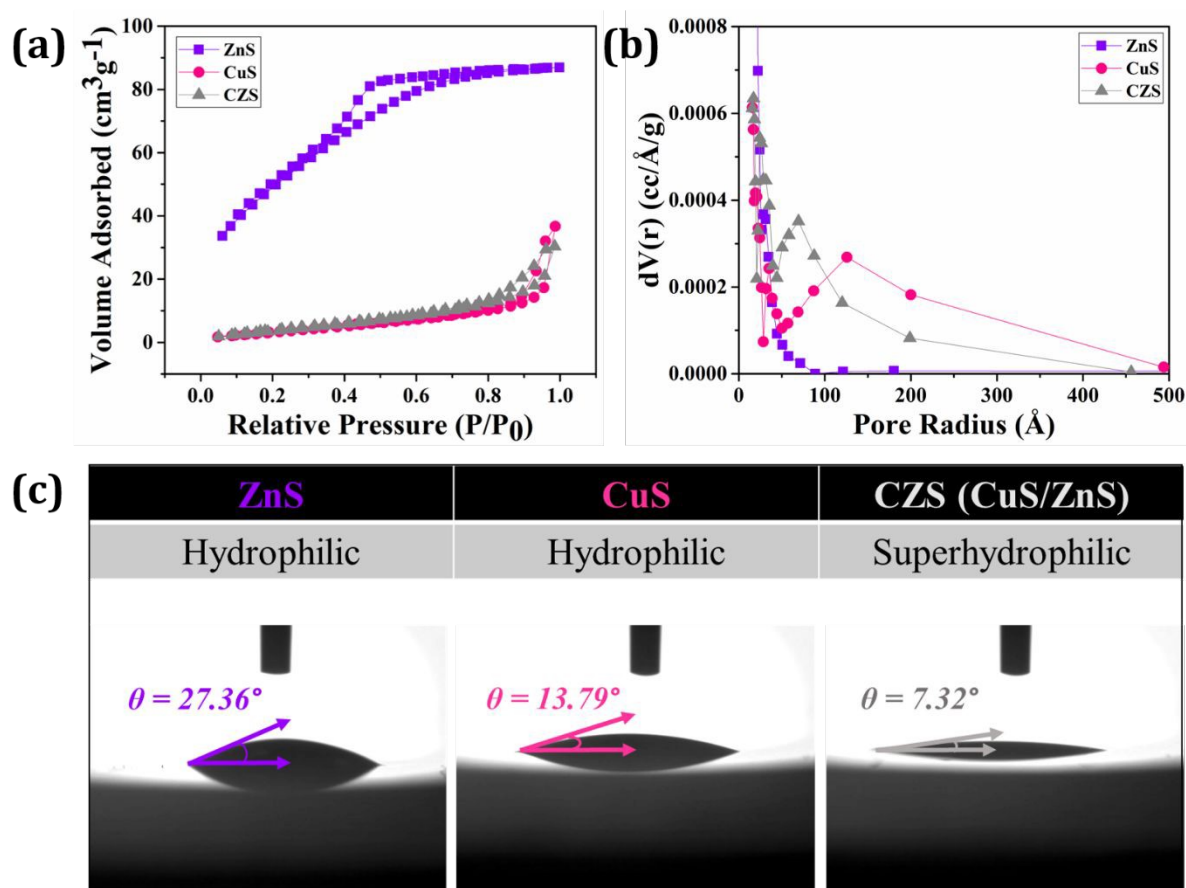 (a)
100
80
60
40
20
0
0.0 0.2 0.4 0.6 0.8 1.0
Volume Adsorbed (cm³g⁻¹)
Relative Pressure (P/P₀)
ZnS
CuS
CZS
(b)
0.0008
0.0006
0.0004
0.0002
0.0000
0 100 200 300 400 500
dV(r) (cc/Å/g)
Pore Radius (Å)
ZnS
CuS
CZS
(c)
ZnS CuS CZS (CuS/ZnS)
Hydrophilic Hydrophilic Superhydrophilic
θ = 27.36° θ = 13.79° θ = 7.32°